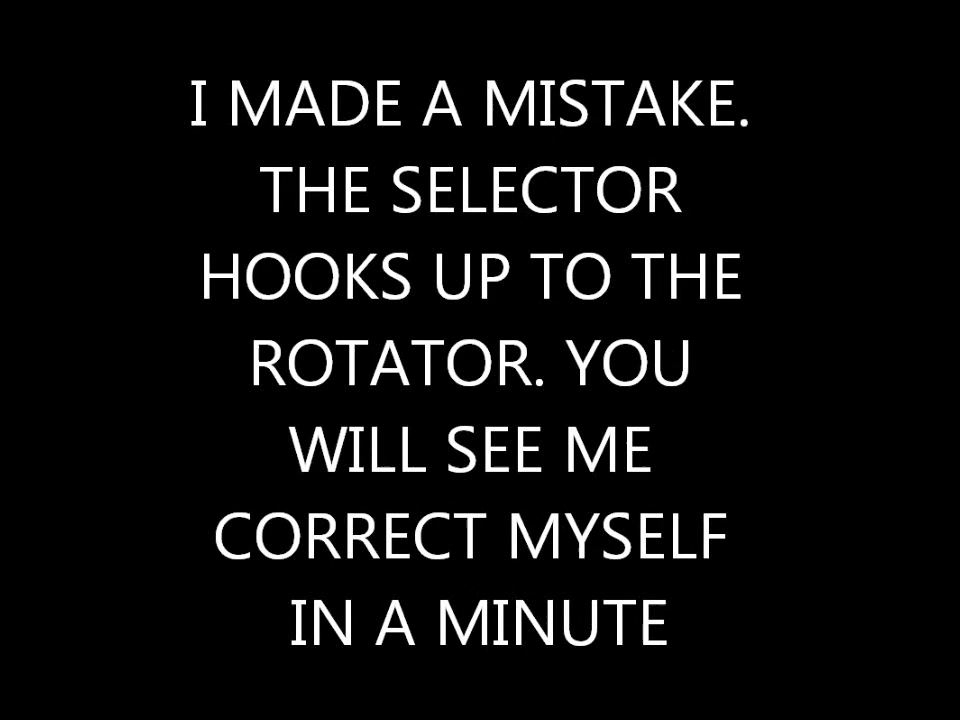 I MADE A MISTAKE.
THE SELECTOR
HOOKS UP TO THE
ROTATOR. YOU
WILL SEE ME
CORRECT MYSELF
IN A MINUTE